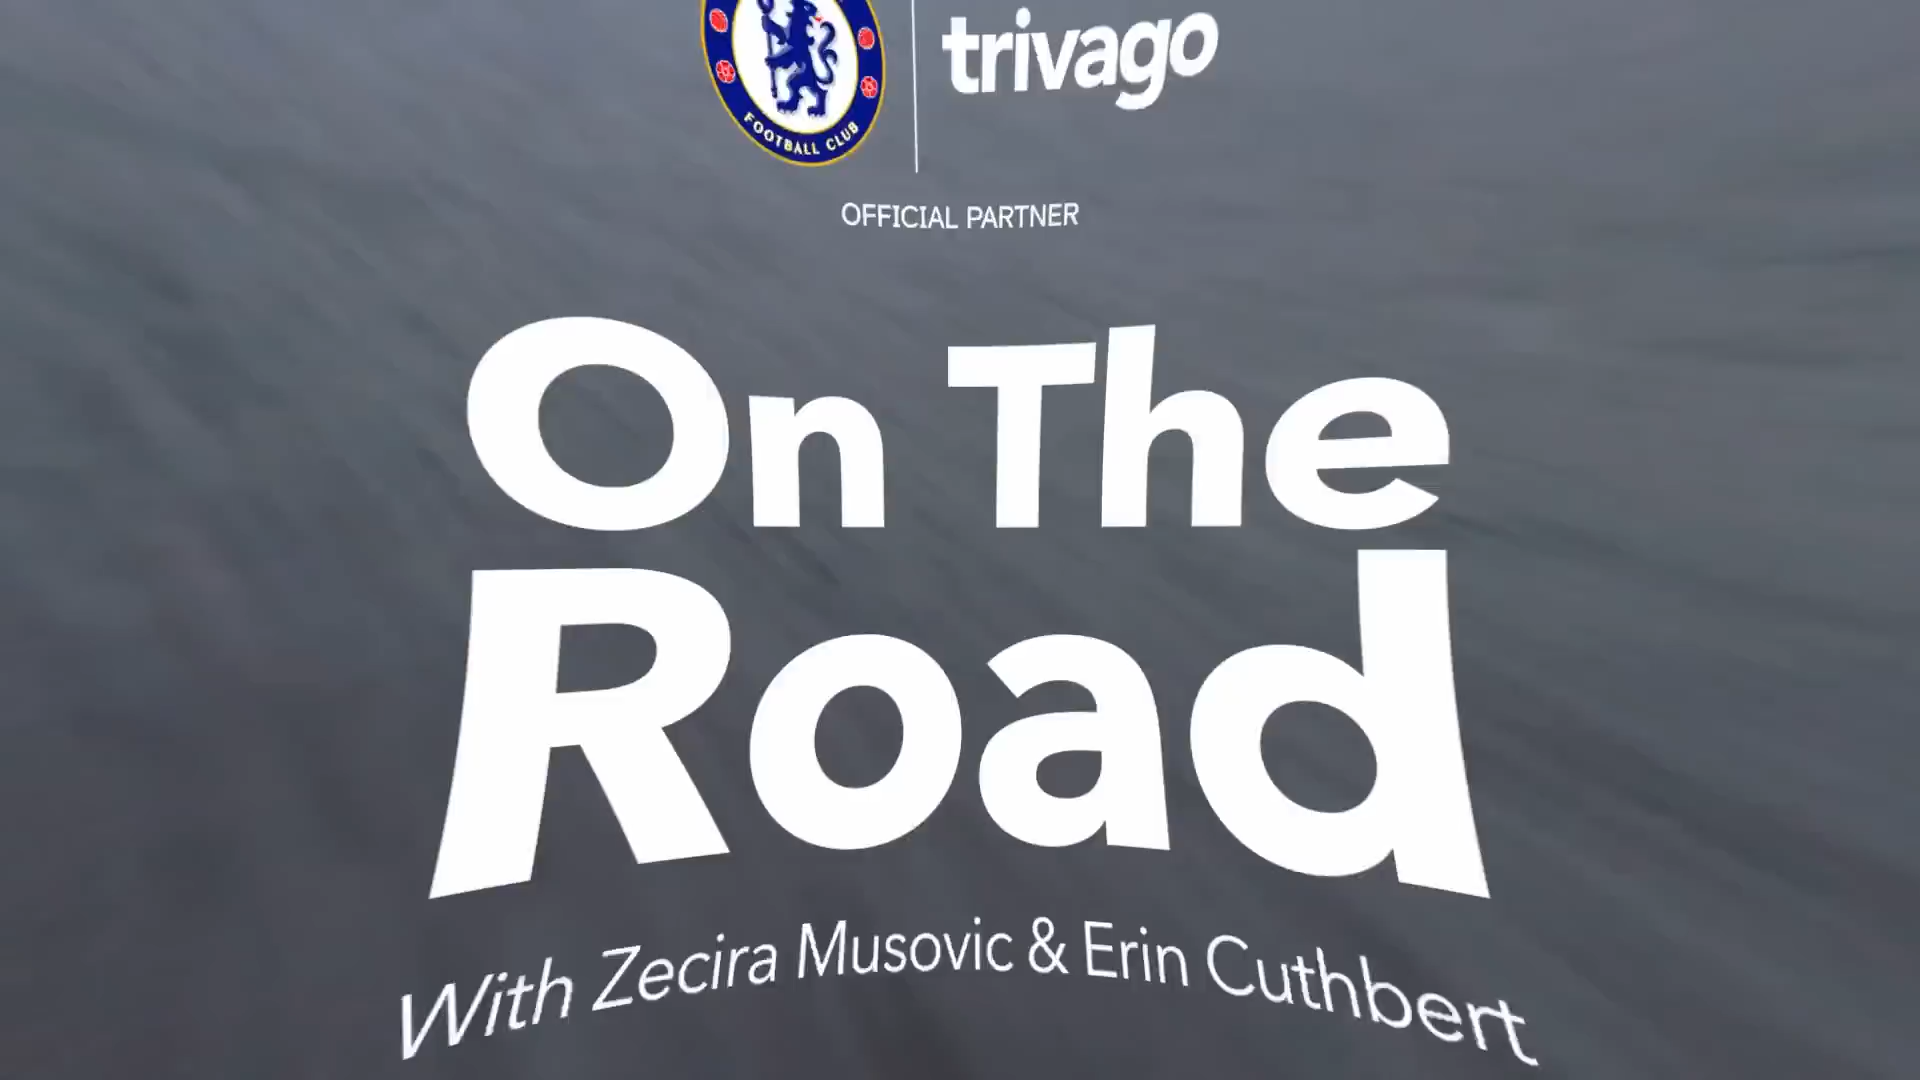 trivago
FOOTBALL CLUB
OFFICIAL PARTNER
On The
Road
With Zecira Musovic & Erin Cuthbert